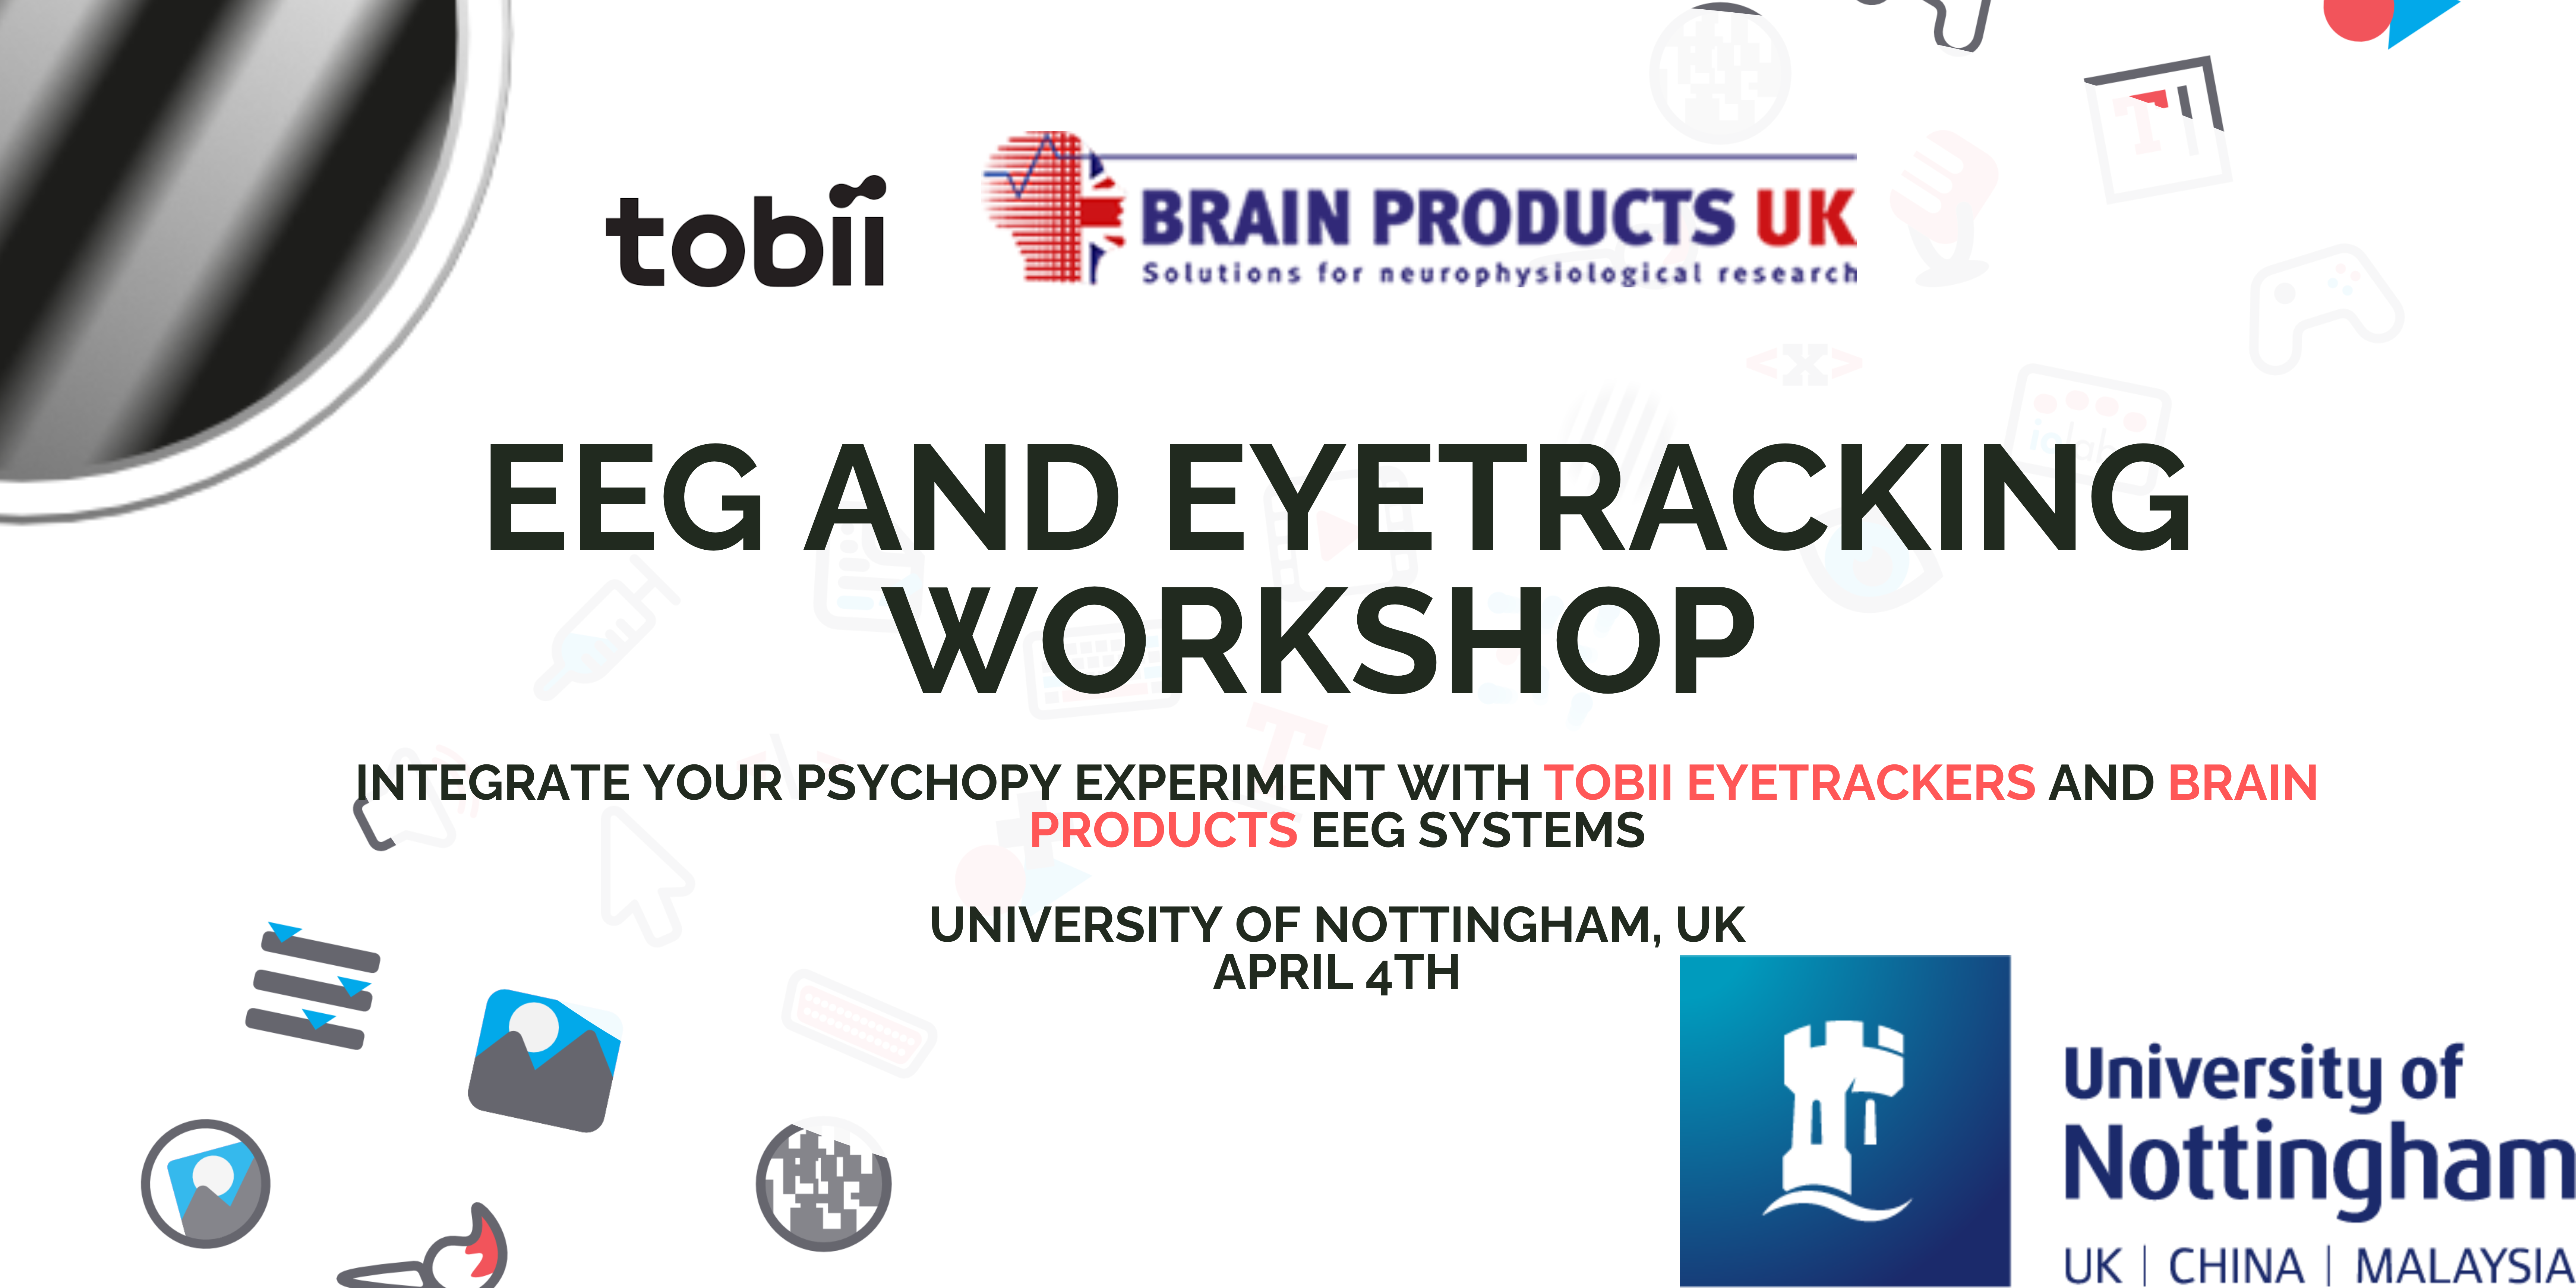 tobii
BRAIN PRODUCTS UK
Solutions for neurophysiological research
EEG AND EYETRACKING
WORKSHOP
INTEGRATE YOUR PSYCHOPY EXPERIMENT WITH TOBII EYETRACKERS AND BRAIN
PRODUCTS EEG SYSTEMS
UNIVERSITY OF NOTTINGHAM, UK
APRIL 4TH
University of
Nottingham
UK | CHINA | MALAYSIA